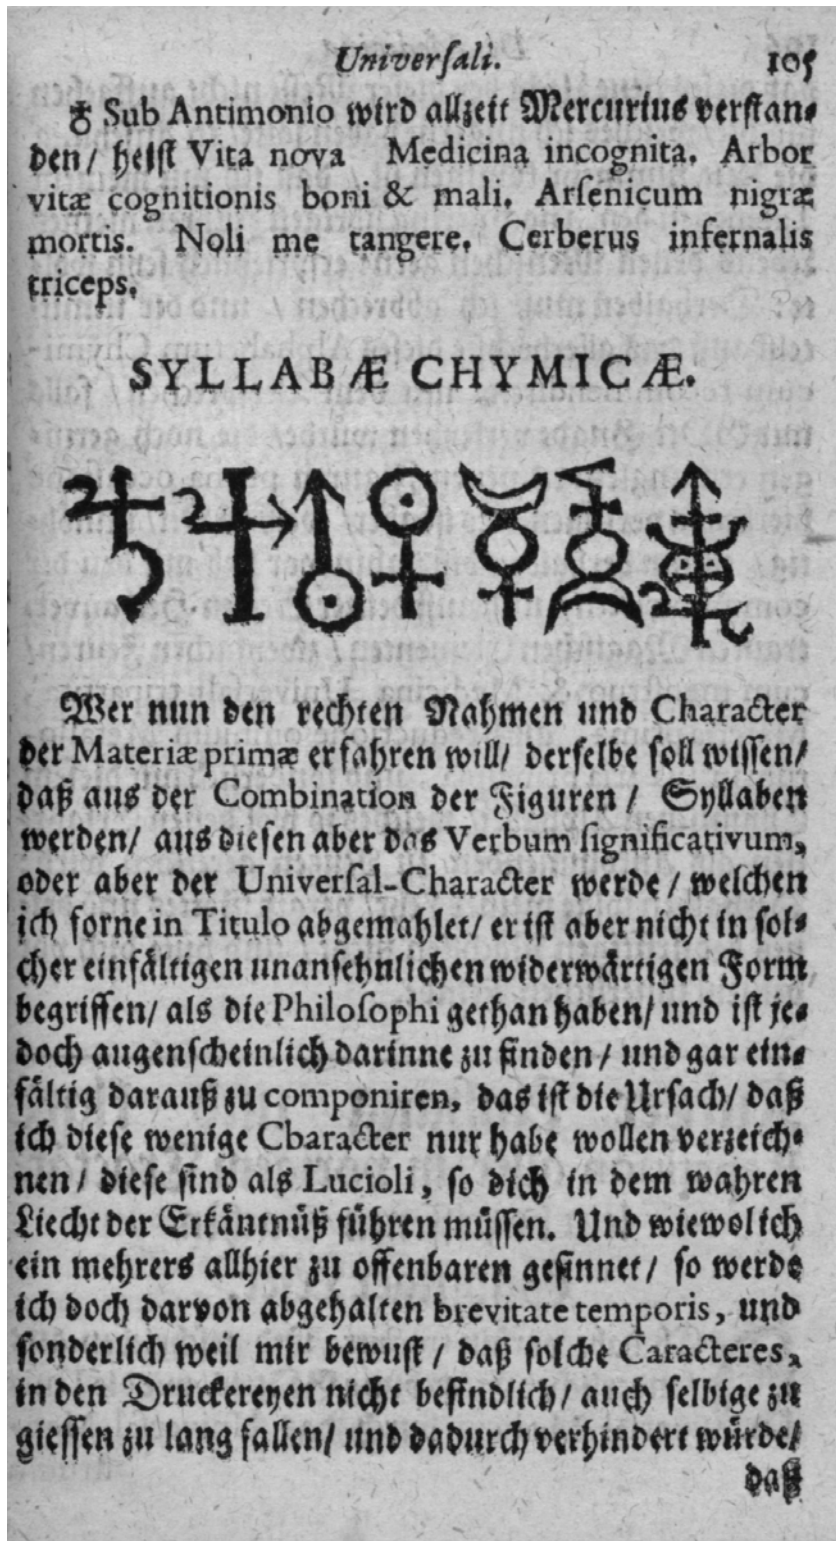 Universali. 105
♁ Sub Antimonio wird allzeit Mercurius verstan-
den/ heist Vita nova Medicina incognita. Arbor
vitæ cognitionis boni & mali. Arsenicum nigræ
mortis. Noli me tangere. Cerberus infernalis
triceps.
SYLLABÆ CHYMICÆ.
Wer nun den rechten Nahmen und Character
der Materiæ primæ erfahren will/ derselbe soll wissen/
daß aus der Combination der Figuren / Syllaben
werden/ aus diesen aber das Verbum significativum,
oder aber der Universal-Character werde / welchen
ich forne in Titulo abgemahlet/ er ist aber nicht in sol-
cher einfältigen unansehnlichen widerwärtigen Form
begriffen/ als die Philosophi gethan haben/ und ist je-
doch augenscheinlich darinne zu finden / und gar ein-
fältig darauß zu componiren, das ist die Ursach/ daß
ich diese wenige Character nur habe wollen verzeich-
nen / diese sind als Lucioli, so dich in dem wahren
Liecht der Erkäntnüß führen müssen. Und wiewol ich
ein mehrers allhier zu offenbaren gesinnet / so werde
ich doch darvon abgehalten brevitate temporis, und
sonderlich weil mir bewust / daß solche Caracteres,
in den Druckereyen nicht befindlich/ auch selbige zu
giessen zu lang fallen/ und dadurch verhindert würde/
daß